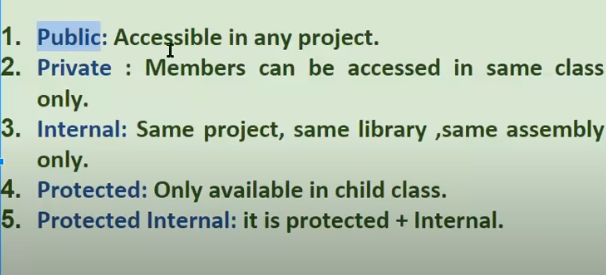 1. Public: Accessible in any project.
2. Private : Members can be accessed in same class
only.
3. Internal: Same project, same library ,same assembly
only.
4. Protected: Only available in child class.
5. Protected Internal: it is protected + Internal.